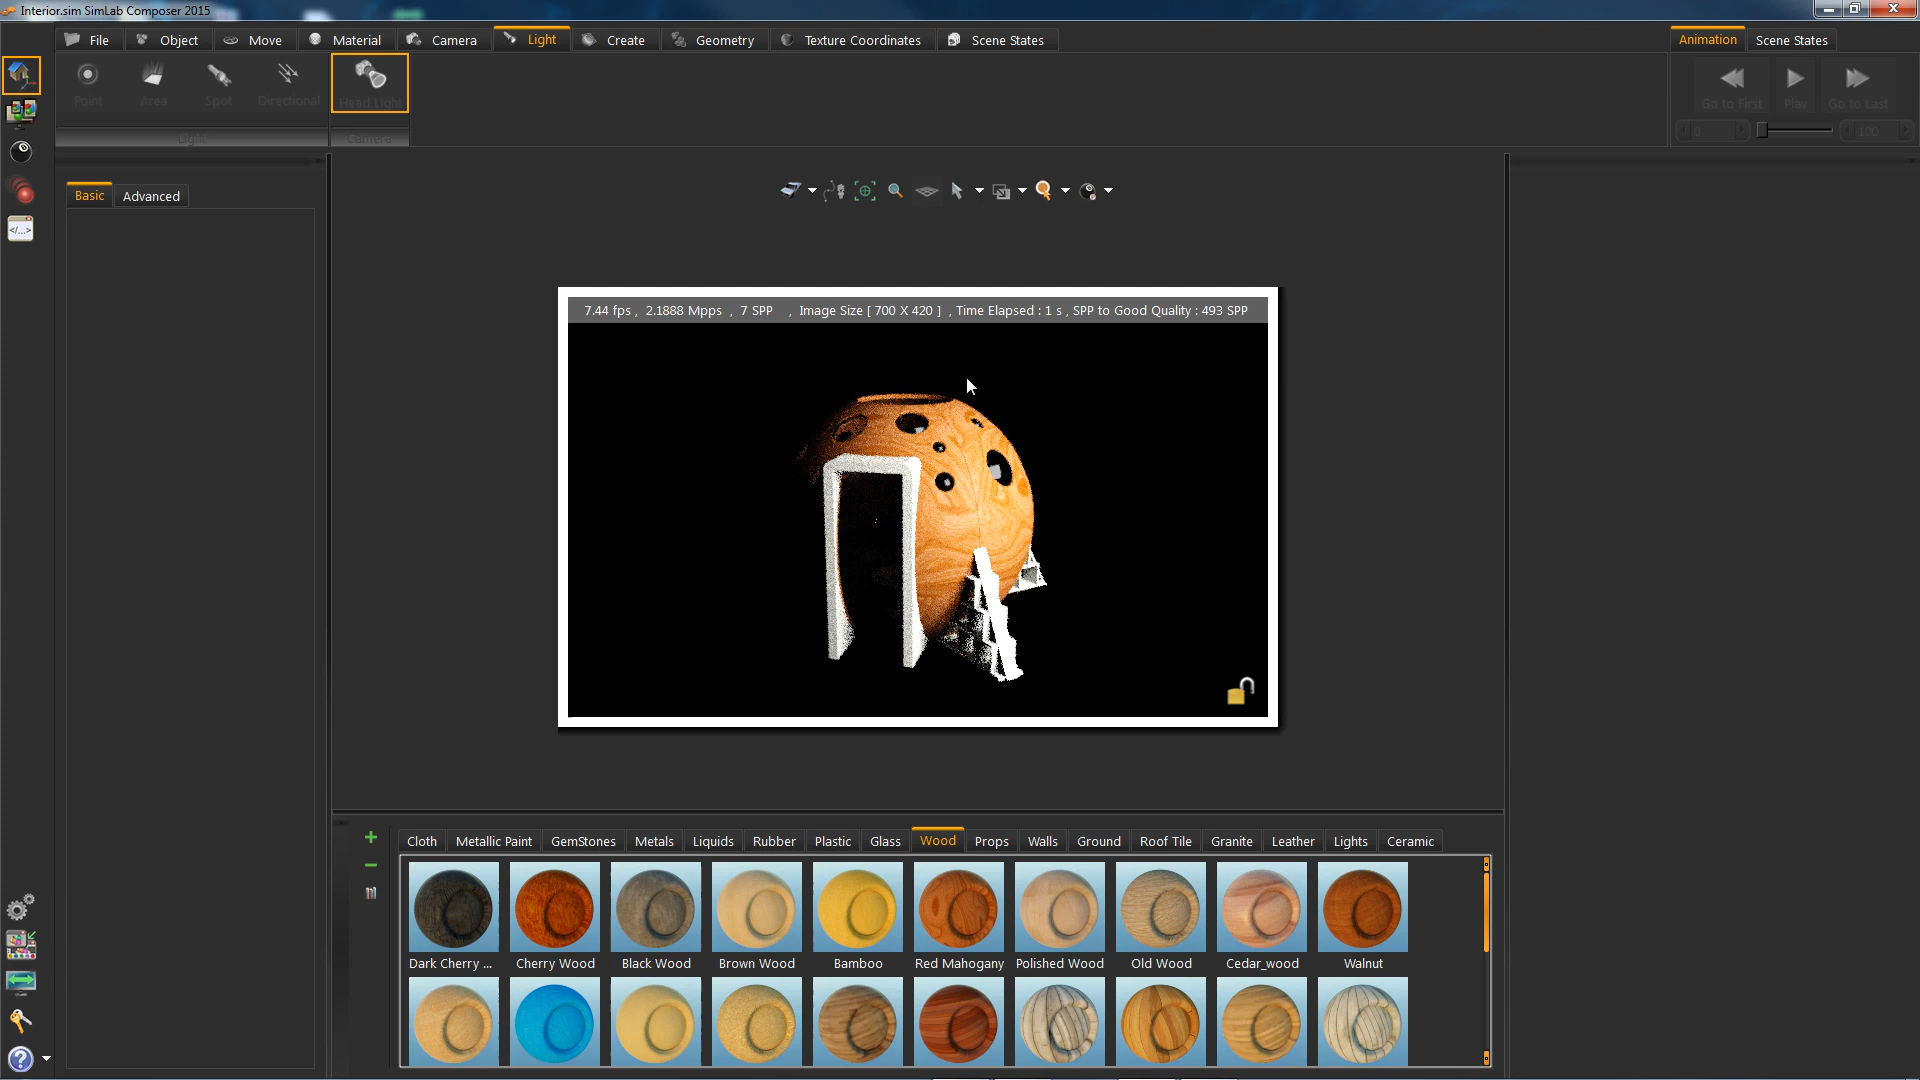 Interior.sim SimLab Composer 2015
File Object Move Material Camera Light Create Geometry Texture Coordinates Scene States
Animation Scene States
Point Area Spot Directional Head Light
Go to First Play Go to Last
Light Camera
0 100
Basic Advanced
7.44 fps , 2.1888 Mpps , 7 SPP , Image Size [ 700 X 420 ] , Time Elapsed : 1 s , SPP to Good Quality : 493 SPP
Cloth Metallic Paint GemStones Metals Liquids Rubber Plastic Glass Wood Props Walls Ground Roof Tile Granite Leather Lights Ceramic
Dark Cherry ... Cherry Wood Black Wood Brown Wood Bamboo Red Mahogany Polished Wood Old Wood Cedar_wood Walnut